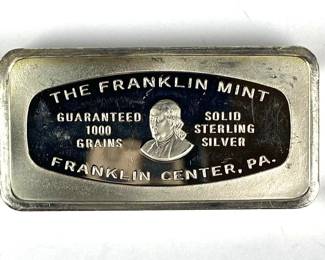 THE FRANKLIN MINT
GUARANTEED
1000
GRAINS
SOLID
STERLING
SILVER
FRANKLIN CENTER, PA.